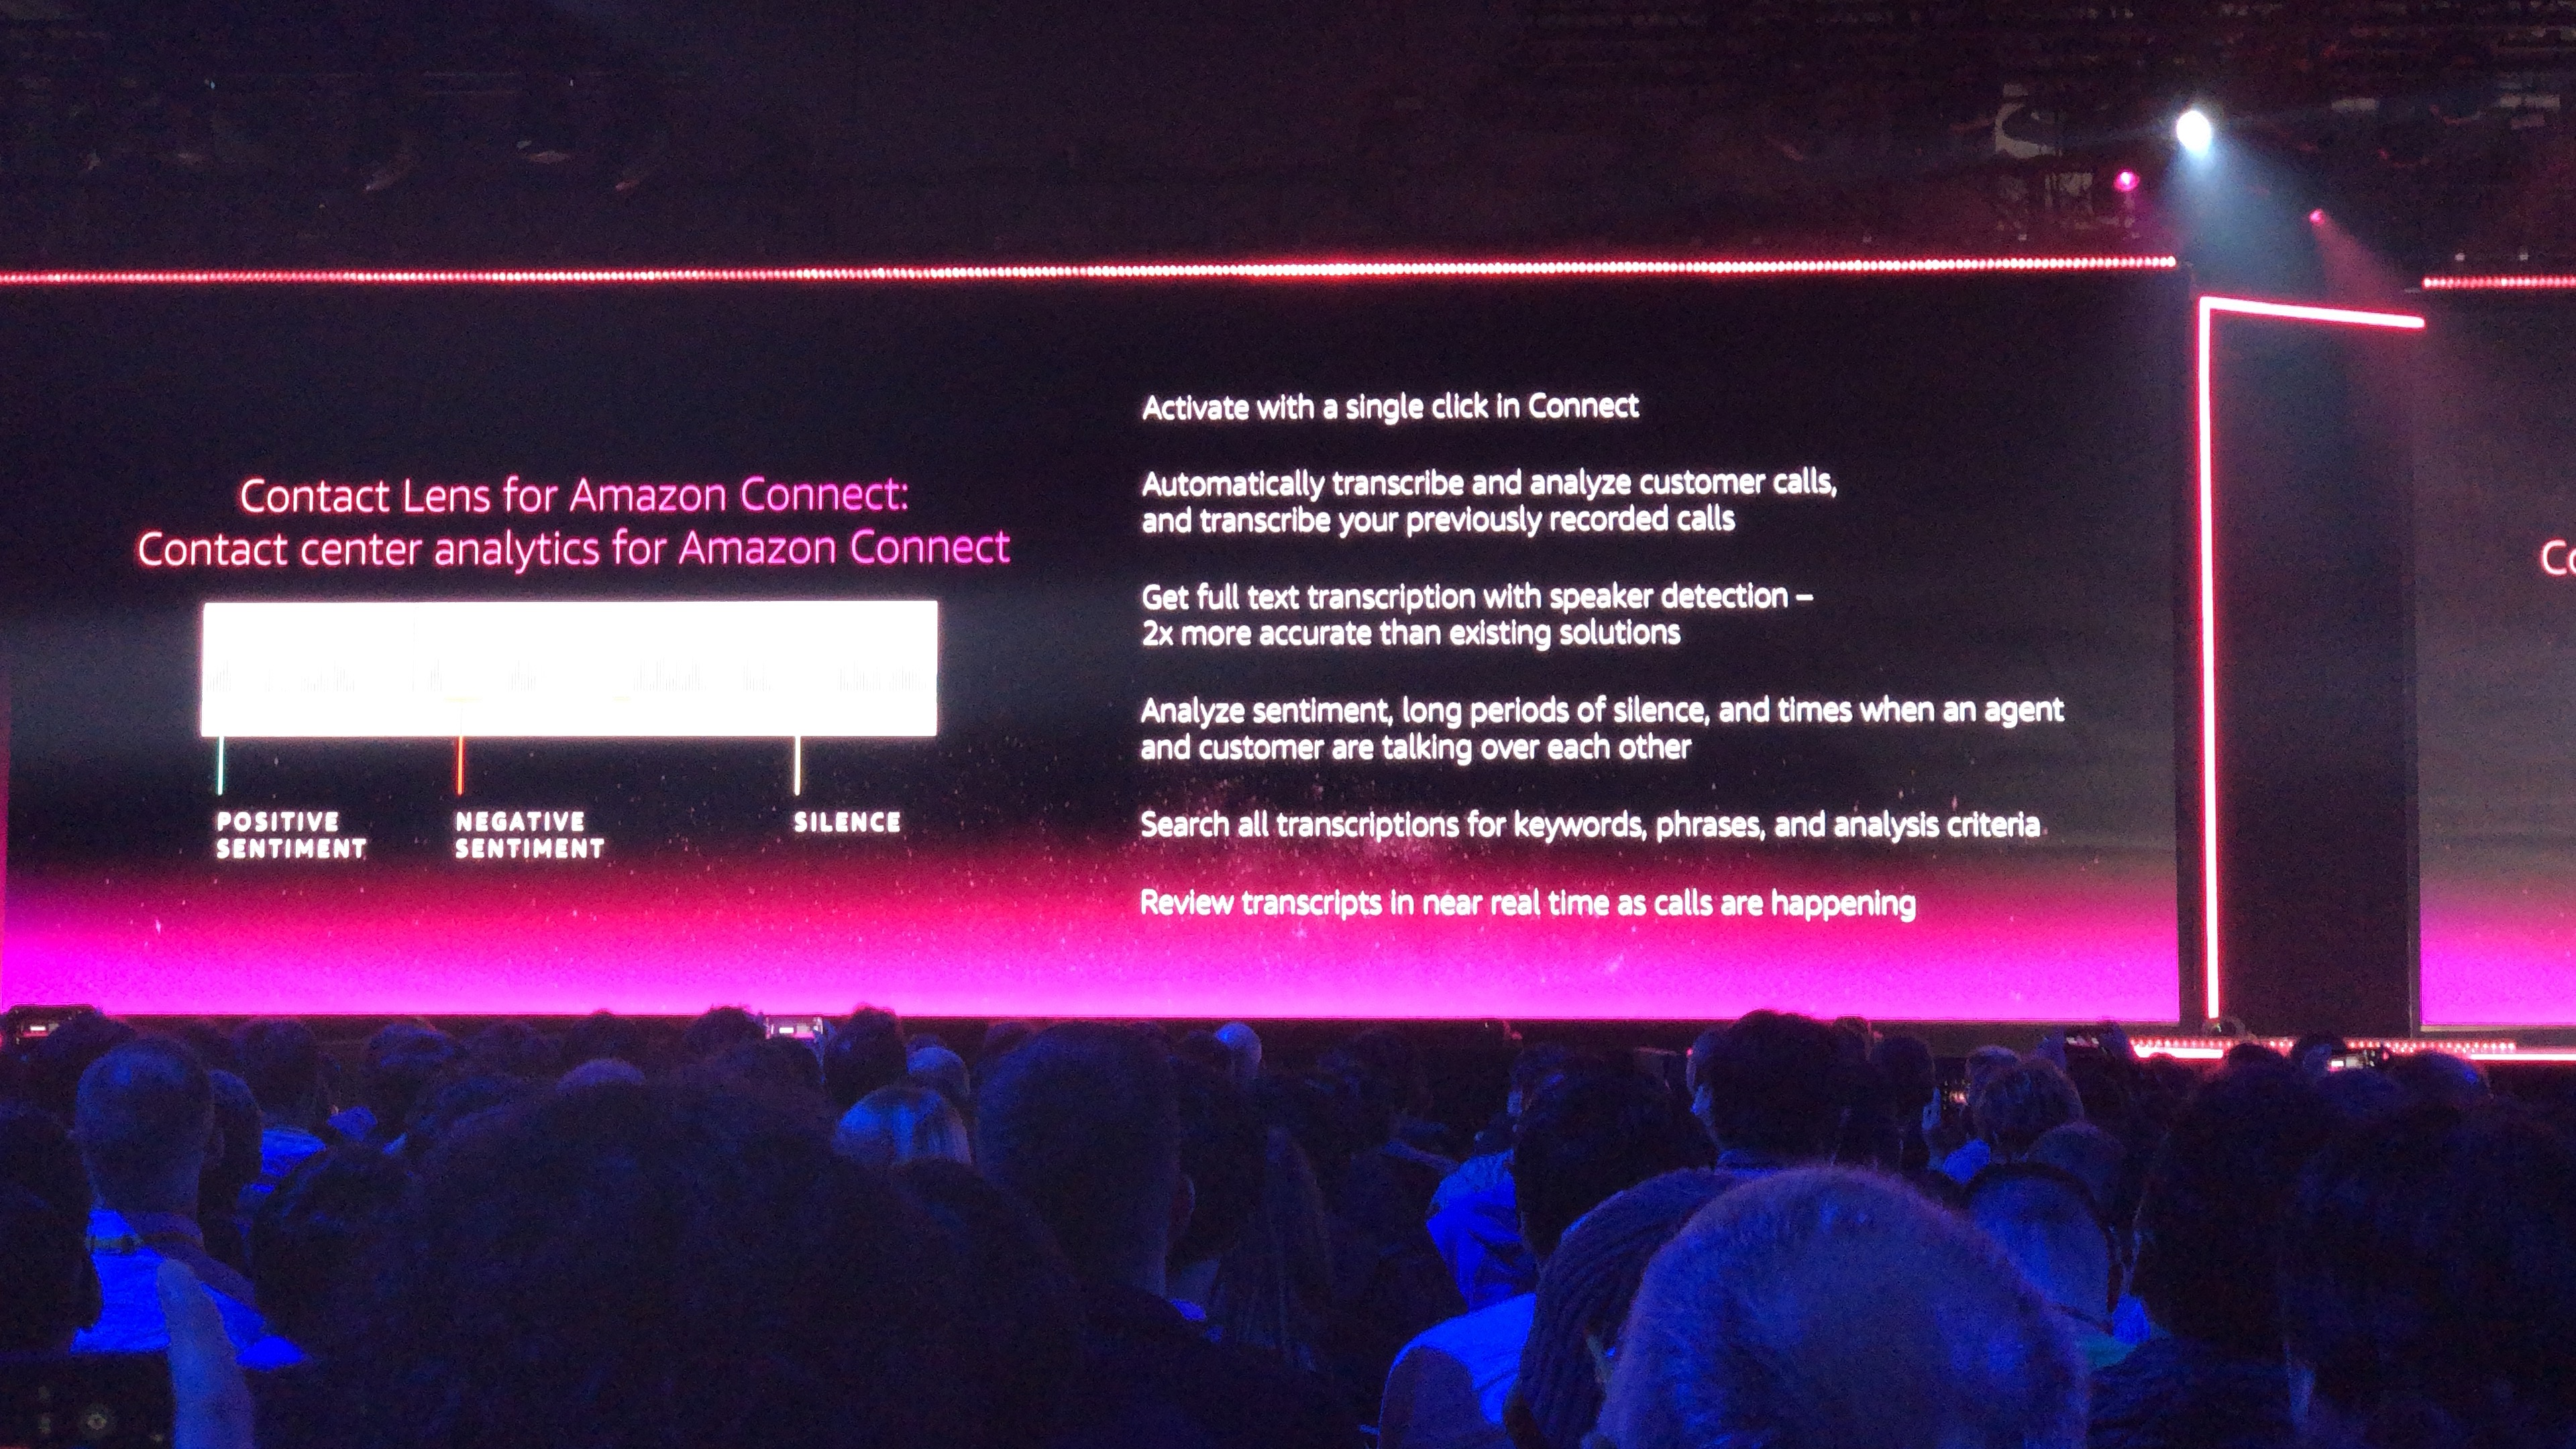 Contact Lens for Amazon Connect:
Contact center analytics for Amazon Connect
POSITIVE
SENTIMENT
NEGATIVE
SENTIMENT
SILENCE
Activate with a single click in Connect
Automatically transcribe and analyze customer calls,
and transcribe your previously recorded calls
Get full text transcription with speaker detection –
2x more accurate than existing solutions
Analyze sentiment, long periods of silence, and times when an agent
and customer are talking over each other
Search all transcriptions for keywords, phrases, and analysis criteria
Review transcripts in near real time as calls are happening
Co